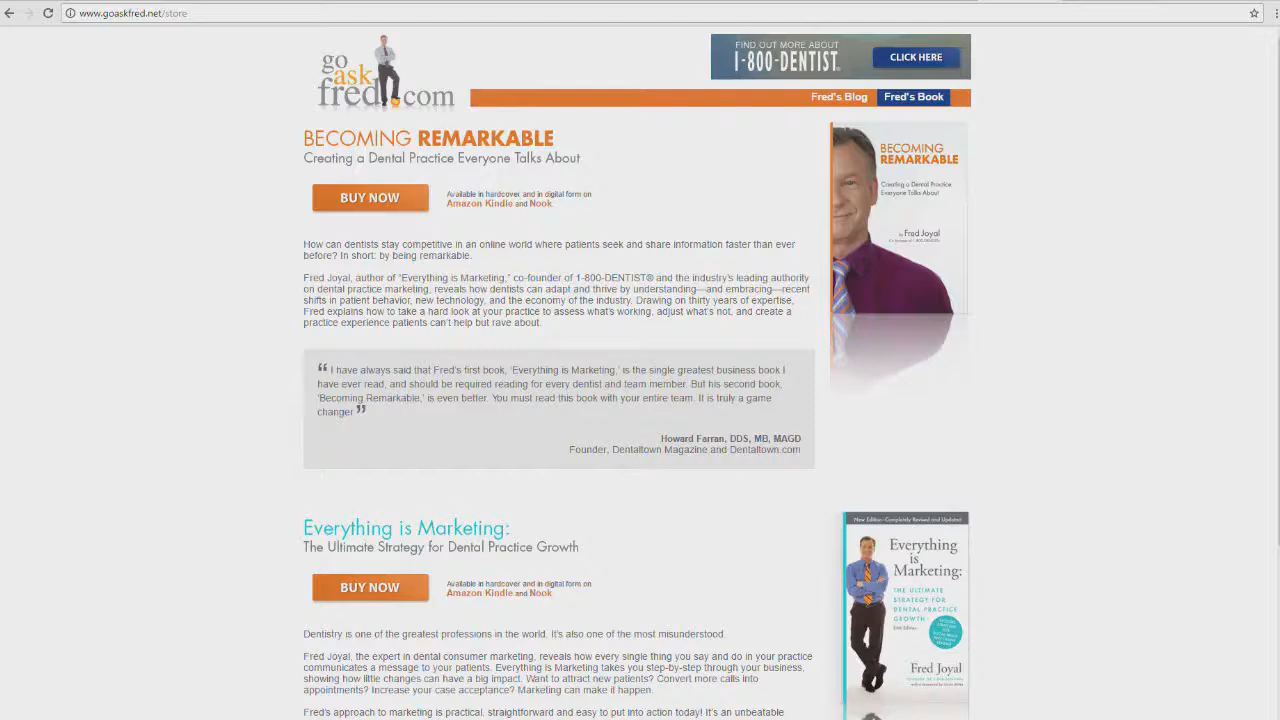 www.goaskfred.net/store
FIND OUT MORE ABOUT
1-800-DENTIST
CLICK HERE
go
ask
fred.com
Fred's Blog
Fred's Book
BECOMING REMARKABLE
Creating a Dental Practice Everyone Talks About
BUY NOW
Available in hardcover and in digital form on
Amazon Kindle and Nook.
How can dentists stay competitive in an online world where patients seek and share information faster than ever
before? In short: by being remarkable.
Fred Joyal, author of "Everything is Marketing," co-founder of 1-800-DENTIST® and the industry's leading authority
on dental practice marketing, reveals how dentists can adapt and thrive by understanding—and embracing—recent
shifts in patient behavior, new technology, and the economy of the industry. Drawing on thirty years of expertise,
Fred explains how to take a hard look at your practice to assess what's working, adjust what's not, and create a
practice experience patients can't help but rave about.
BECOMING
REMARKABLE
Creating a Dental Practice
Everyone Talks About
by Fred Joyal
Co-founder of 1-800-DENTIST®
“ I have always said that Fred's first book, 'Everything is Marketing,' is the single greatest business book I
have ever read, and should be required reading for every dentist and team member. But his second book,
'Becoming Remarkable,' is even better. You must read this book with your entire team. It is truly a game
changer ”
Howard Farran, DDS, MB, MAGD
Founder, Dentaltown Magazine and Dentaltown.com
Everything is Marketing:
The Ultimate Strategy for Dental Practice Growth
BUY NOW
Available in hardcover and in digital form on
Amazon Kindle and Nook.
Dentistry is one of the greatest professions in the world. It's also one of the most misunderstood.
Fred Joyal, the expert in dental consumer marketing, reveals how every single thing you say and do in your practice
communicates a message to your patients. Everything is Marketing takes you step-by-step through your business,
showing how little changes can have a big impact. Want to attract new patients? Convert more calls into
appointments? Increase your case acceptance? Marketing can make it happen.
Fred's approach to marketing is practical, straightforward and easy to put into action today! It's an unbeatable
New Edition-Completely Revised and Updated!
Everything
is
Marketing:
THE ULTIMATE
STRATEGY FOR
DENTAL PRACTICE
GROWTH
Fred Joyal